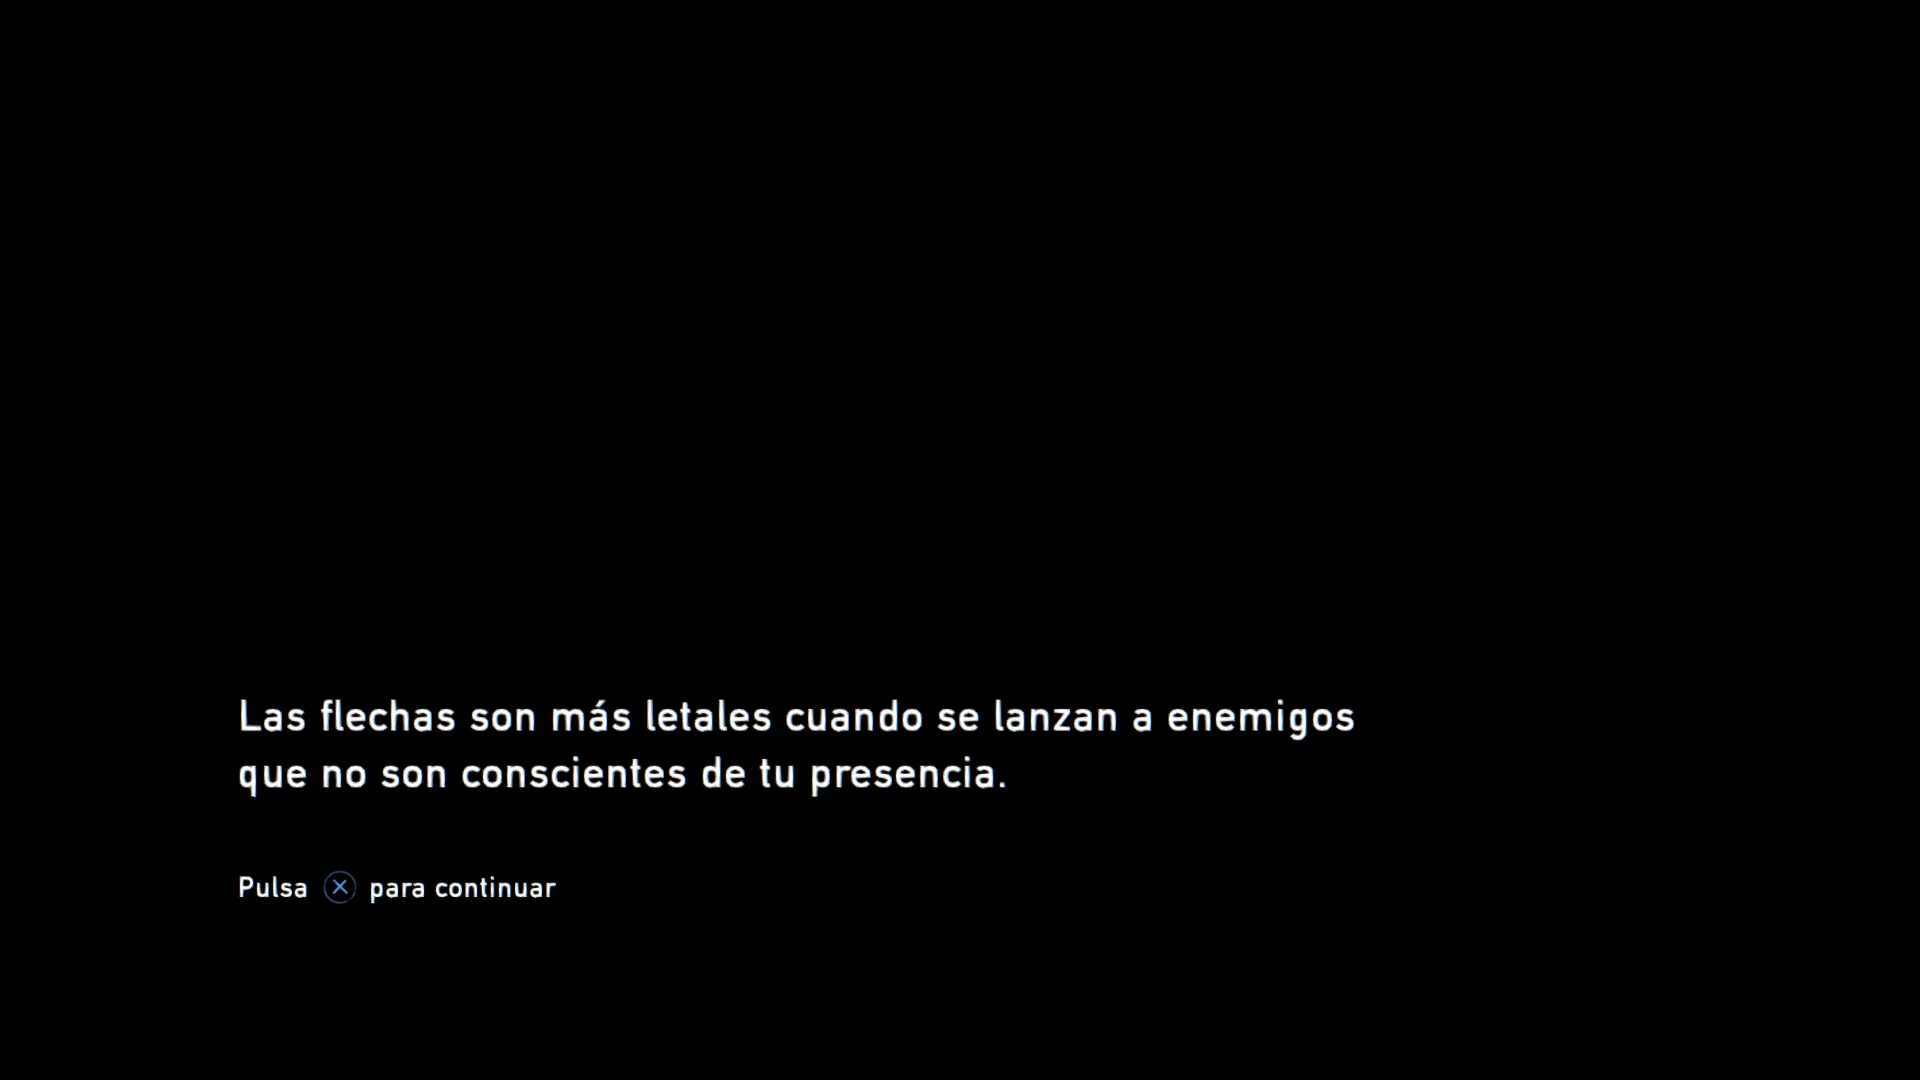 Las flechas son más letales cuando se lanzan a enemigos
que no son conscientes de tu presencia.
Pulsa ⓧ para continuar